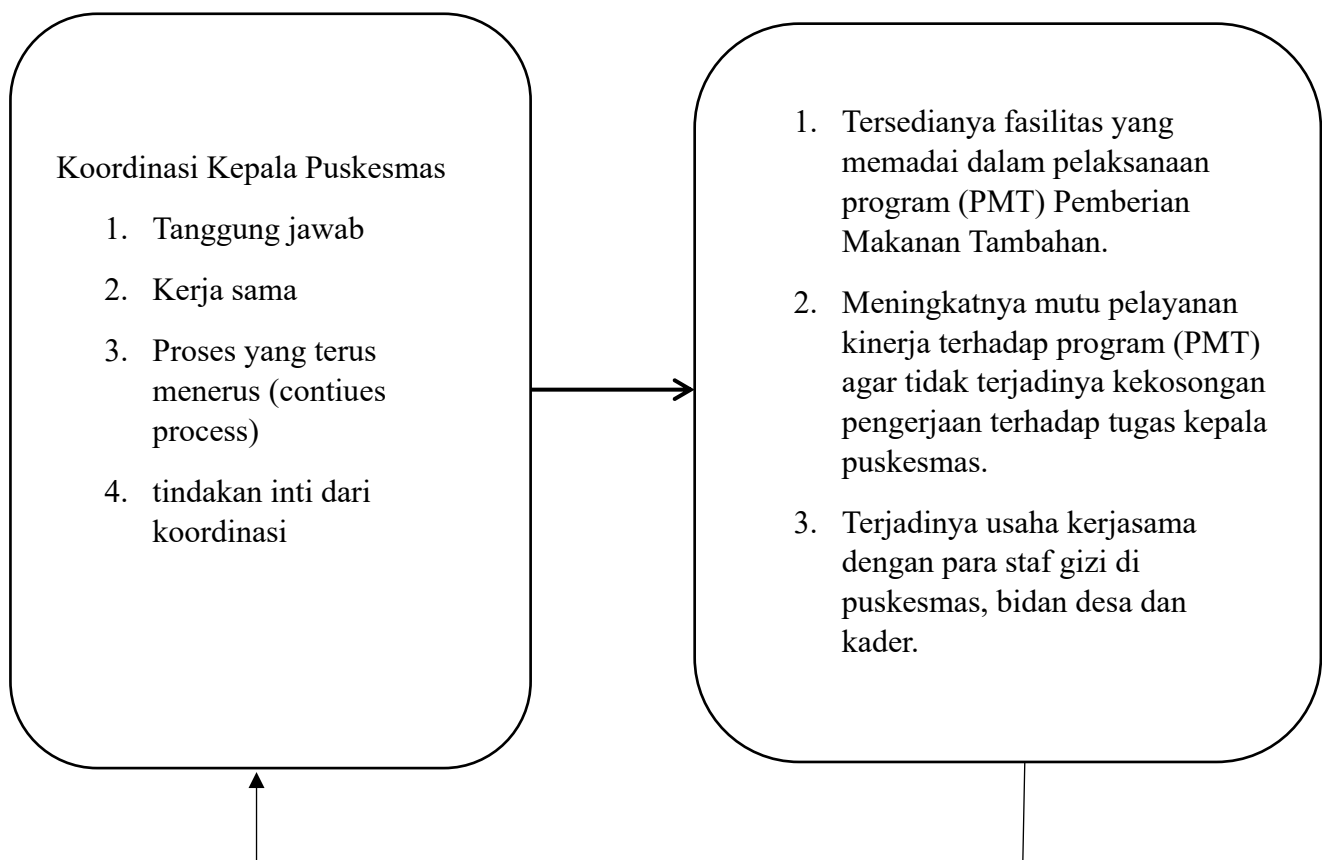 Koordinasi Kepala Puskesmas
1. Tanggung jawab
2. Kerja sama
3. Proses yang terus
menerus (contiues
process)
4. tindakan inti dari
koordinasi
1. Tersedianya fasilitas yang
memadai dalam pelaksanaan
program (PMT) Pemberian
Makanan Tambahan.
2. Meningkatnya mutu pelayanan
kinerja terhadap program (PMT)
agar tidak terjadinya kekosongan
pengerjaan terhadap tugas kepala
puskesmas.
3. Terjadinya usaha kerjasama
dengan para staf gizi di
puskesmas, bidan desa dan
kader.